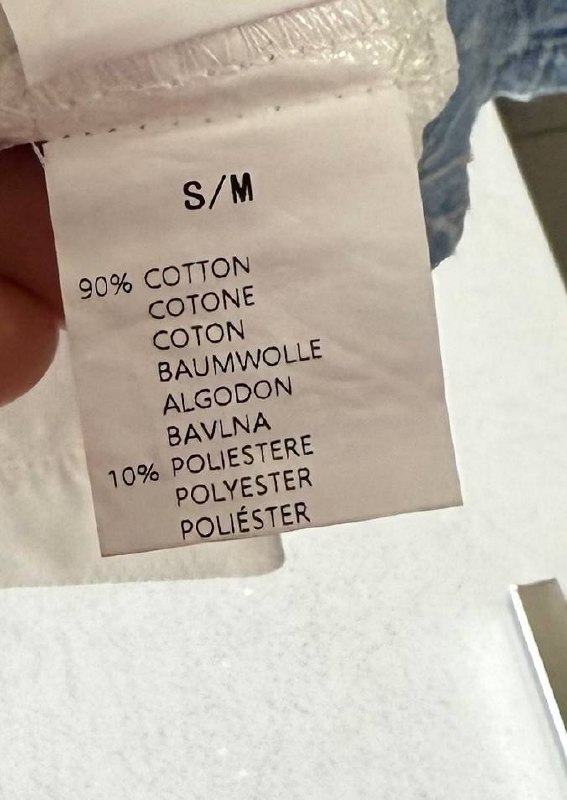 S/M
90% COTTON
COTONE
COTON
BAUMWOLLE
ALGODON
BAVLNA
10% POLIESTERE
POLYESTER
POLIÉSTER